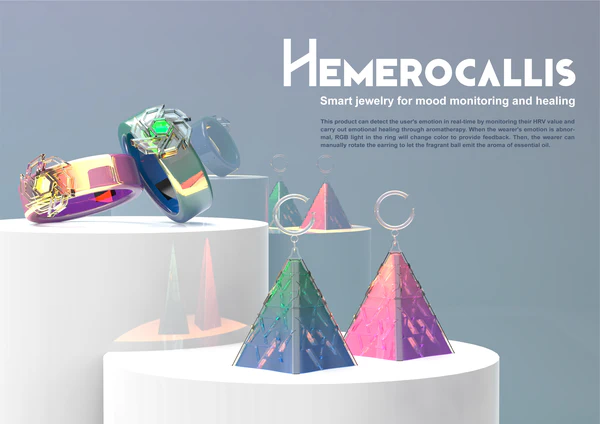 HEMEROCALLIS
Smart jewelry for mood monitoring and healing
This product can detect the user's emotion in real-time by monitoring their HRV value and
carry out emotional healing through aromatherapy. When the wearer's emotion is abnor-
mal, RGB light in the ring will change color to provide feedback. Then, the wearer can
manually rotate the earring to let the fragrant ball emit the aroma of essential oil.